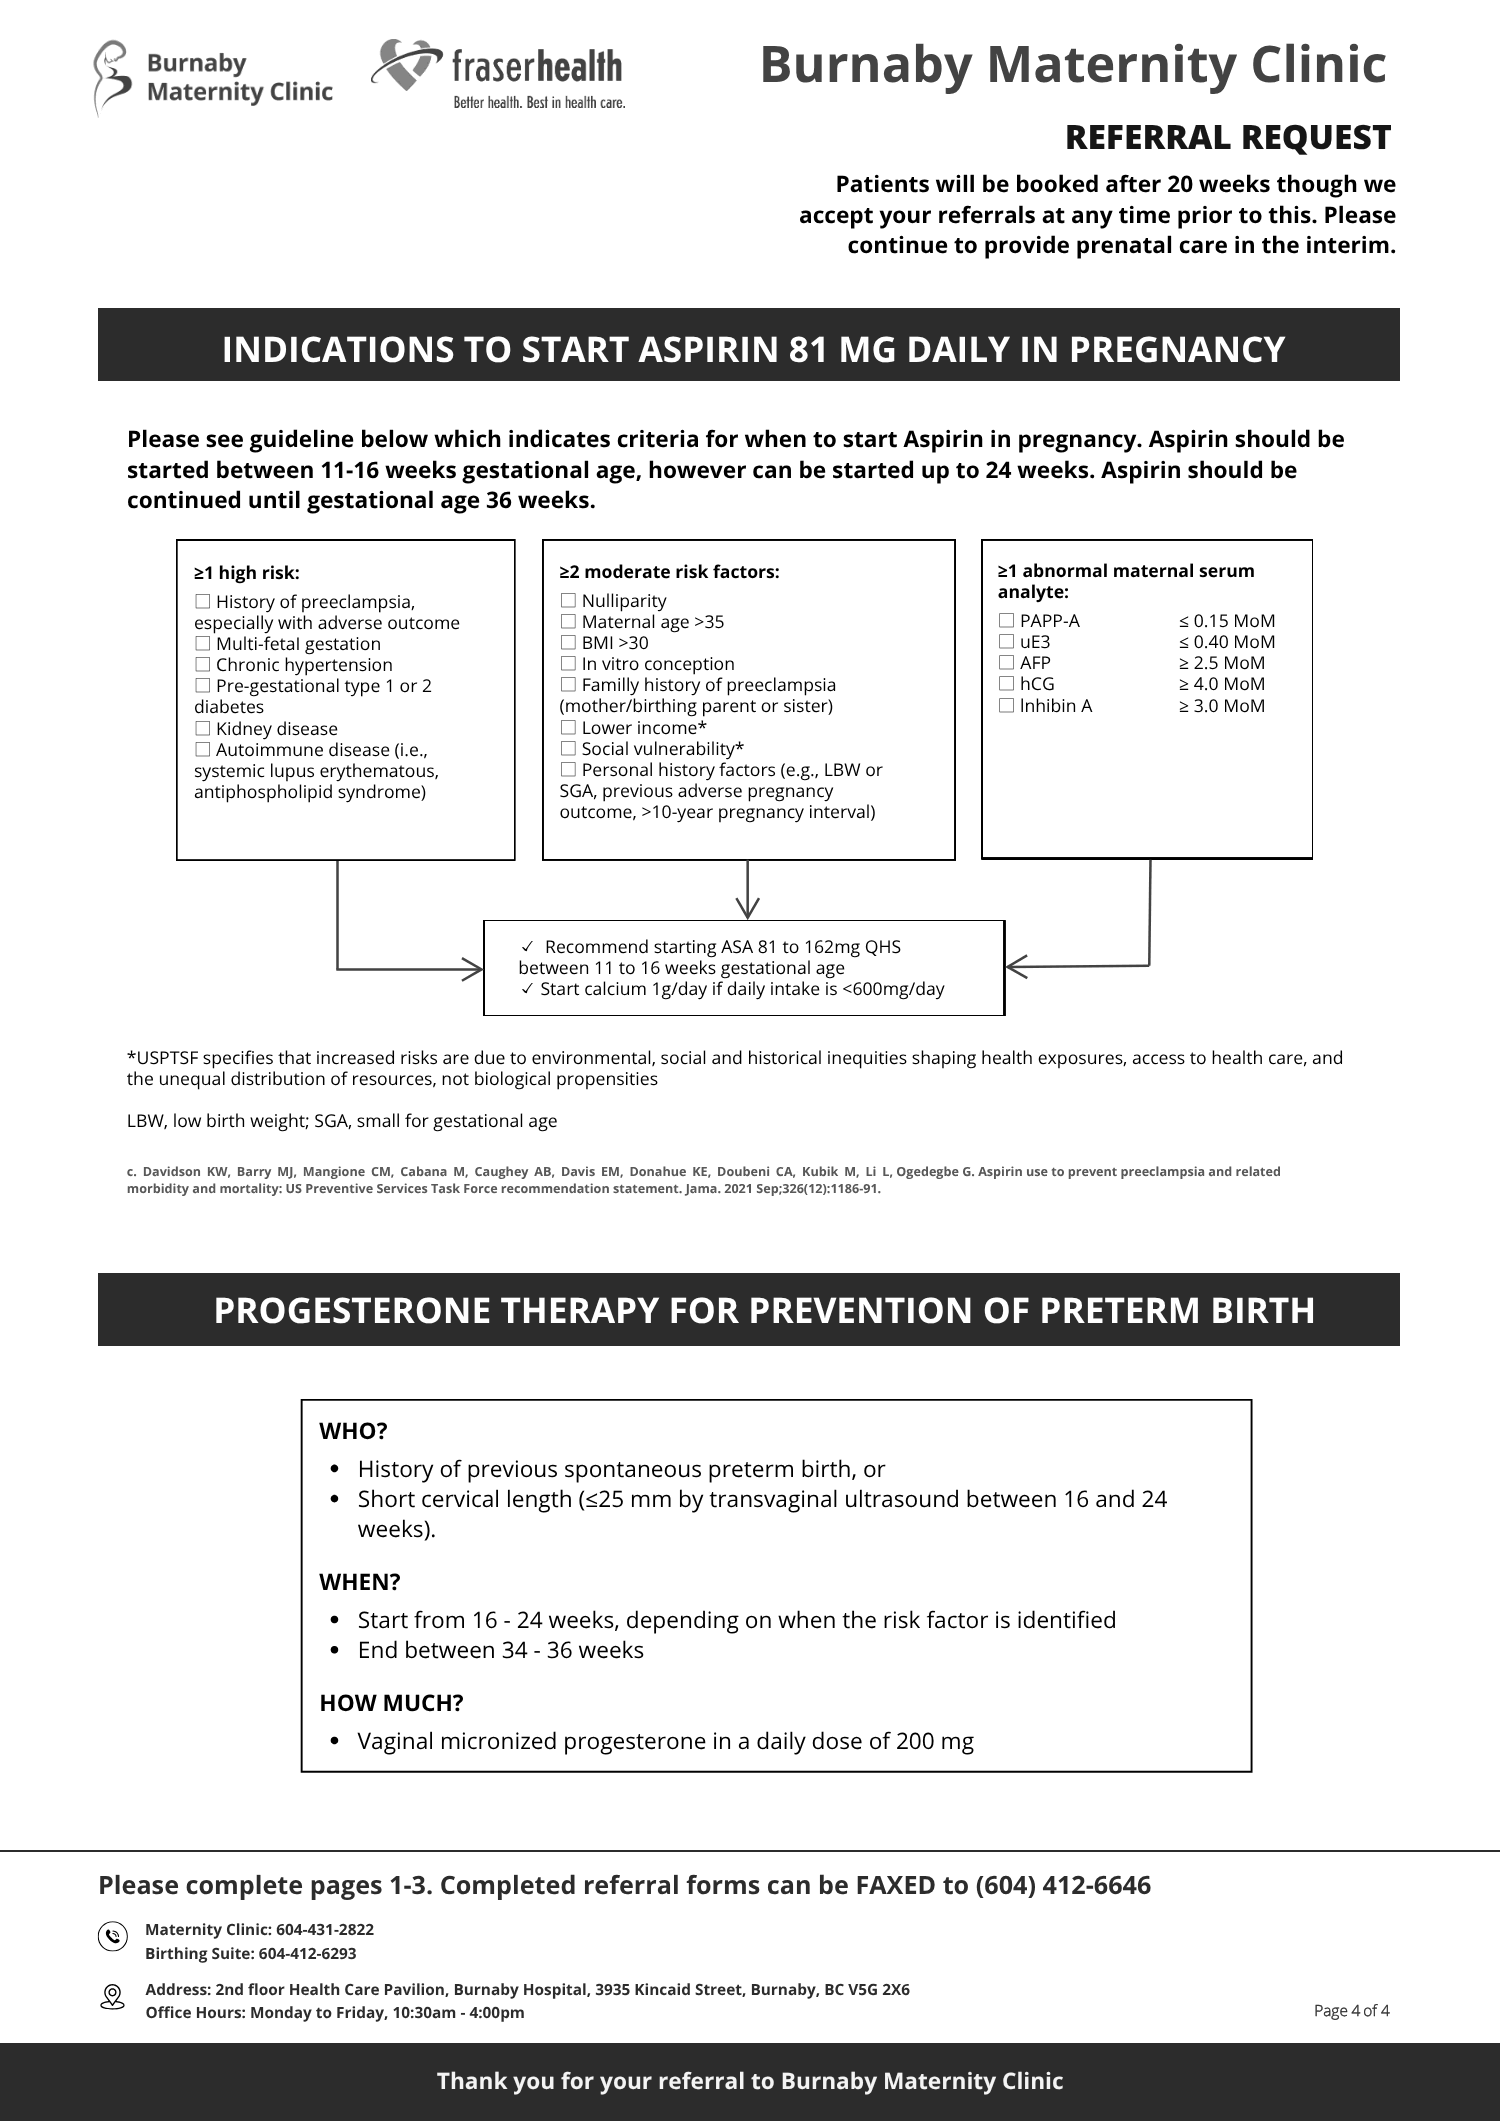 Burnaby
Maternity Clinic
fraserhealth
Better health. Best in health care.
Burnaby Maternity Clinic
REFERRAL REQUEST
Patients will be booked after 20 weeks though we
accept your referrals at any time prior to this. Please
continue to provide prenatal care in the interim.
INDICATIONS TO START ASPIRIN 81 MG DAILY IN PREGNANCY
Please see guideline below which indicates criteria for when to start Aspirin in pregnancy. Aspirin should be
started between 11-16 weeks gestational age, however can be started up to 24 weeks. Aspirin should be
continued until gestational age 36 weeks.
≥1 high risk:
☐ History of preeclampsia,
especially with adverse outcome
☐ Multi-fetal gestation
☐ Chronic hypertension
☐ Pre-gestational type 1 or 2
diabetes
☐ Kidney disease
☐ Autoimmune disease (i.e.,
systemic lupus erythematous,
antiphospholipid syndrome)
≥2 moderate risk factors:
☐ Nulliparity
☐ Maternal age >35
☐ BMI >30
☐ In vitro conception
☐ Familly history of preeclampsia
(mother/birthing parent or sister)
☐ Lower income*
☐ Social vulnerability*
☐ Personal history factors (e.g., LBW or
SGA, previous adverse pregnancy
outcome, >10-year pregnancy interval)
≥1 abnormal maternal serum
analyte:
☐ PAPP-A ≤ 0.15 MoM
☐ uE3 ≤ 0.40 MoM
☐ AFP ≥ 2.5 MoM
☐ hCG ≥ 4.0 MoM
☐ Inhibin A ≥ 3.0 MoM
✓ Recommend starting ASA 81 to 162mg QHS
between 11 to 16 weeks gestational age
✓ Start calcium 1g/day if daily intake is <600mg/day
*USPTSF specifies that increased risks are due to environmental, social and historical inequities shaping health exposures, access to health care, and
the unequal distribution of resources, not biological propensities
LBW, low birth weight; SGA, small for gestational age
c. Davidson KW, Barry MJ, Mangione CM, Cabana M, Caughey AB, Davis EM, Donahue KE, Doubeni CA, Kubik M, Li L, Ogedegbe G. Aspirin use to prevent preeclampsia and related
morbidity and mortality: US Preventive Services Task Force recommendation statement. Jama. 2021 Sep;326(12):1186-91.
PROGESTERONE THERAPY FOR PREVENTION OF PRETERM BIRTH
WHO?
• History of previous spontaneous preterm birth, or
• Short cervical length (≤25 mm by transvaginal ultrasound between 16 and 24
weeks).
WHEN?
• Start from 16 - 24 weeks, depending on when the risk factor is identified
• End between 34 - 36 weeks
HOW MUCH?
• Vaginal micronized progesterone in a daily dose of 200 mg
Please complete pages 1-3. Completed referral forms can be FAXED to (604) 412-6646
Maternity Clinic: 604-431-2822
Birthing Suite: 604-412-6293
Address: 2nd floor Health Care Pavilion, Burnaby Hospital, 3935 Kincaid Street, Burnaby, BC V5G 2X6
Office Hours: Monday to Friday, 10:30am - 4:00pm
Page 4 of 4
Thank you for your referral to Burnaby Maternity Clinic